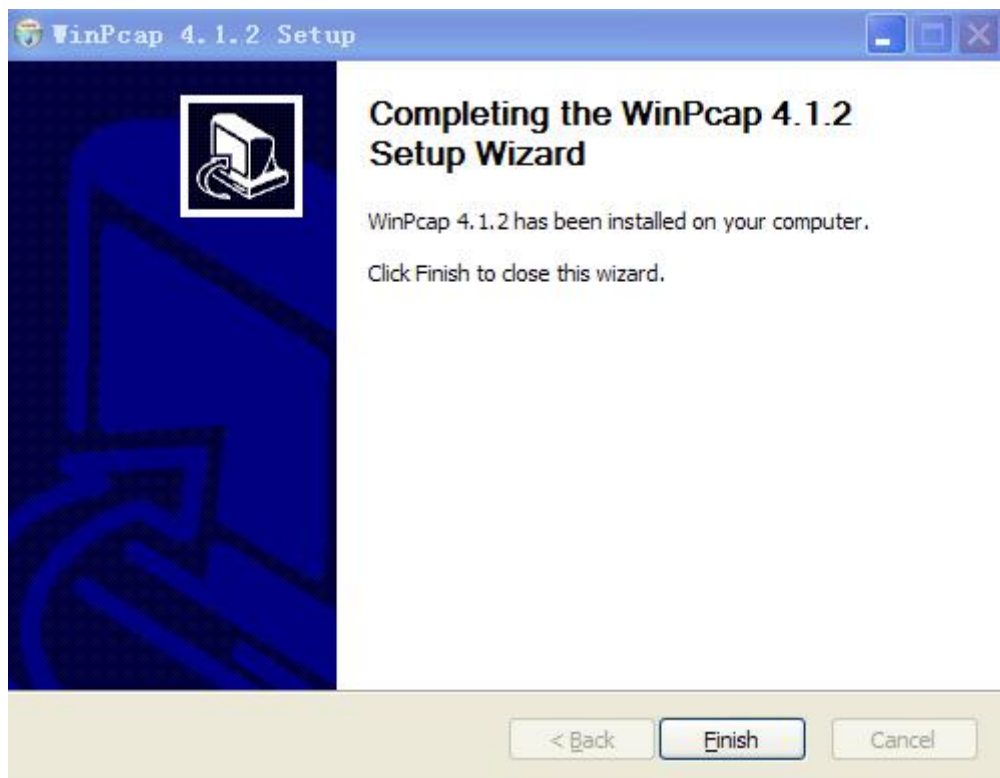 WinPcap 4.1.2 Setup
Completing the WinPcap 4.1.2
Setup Wizard
WinPcap 4.1.2 has been installed on your computer.
Click Finish to close this wizard.
< Back
Finish
Cancel